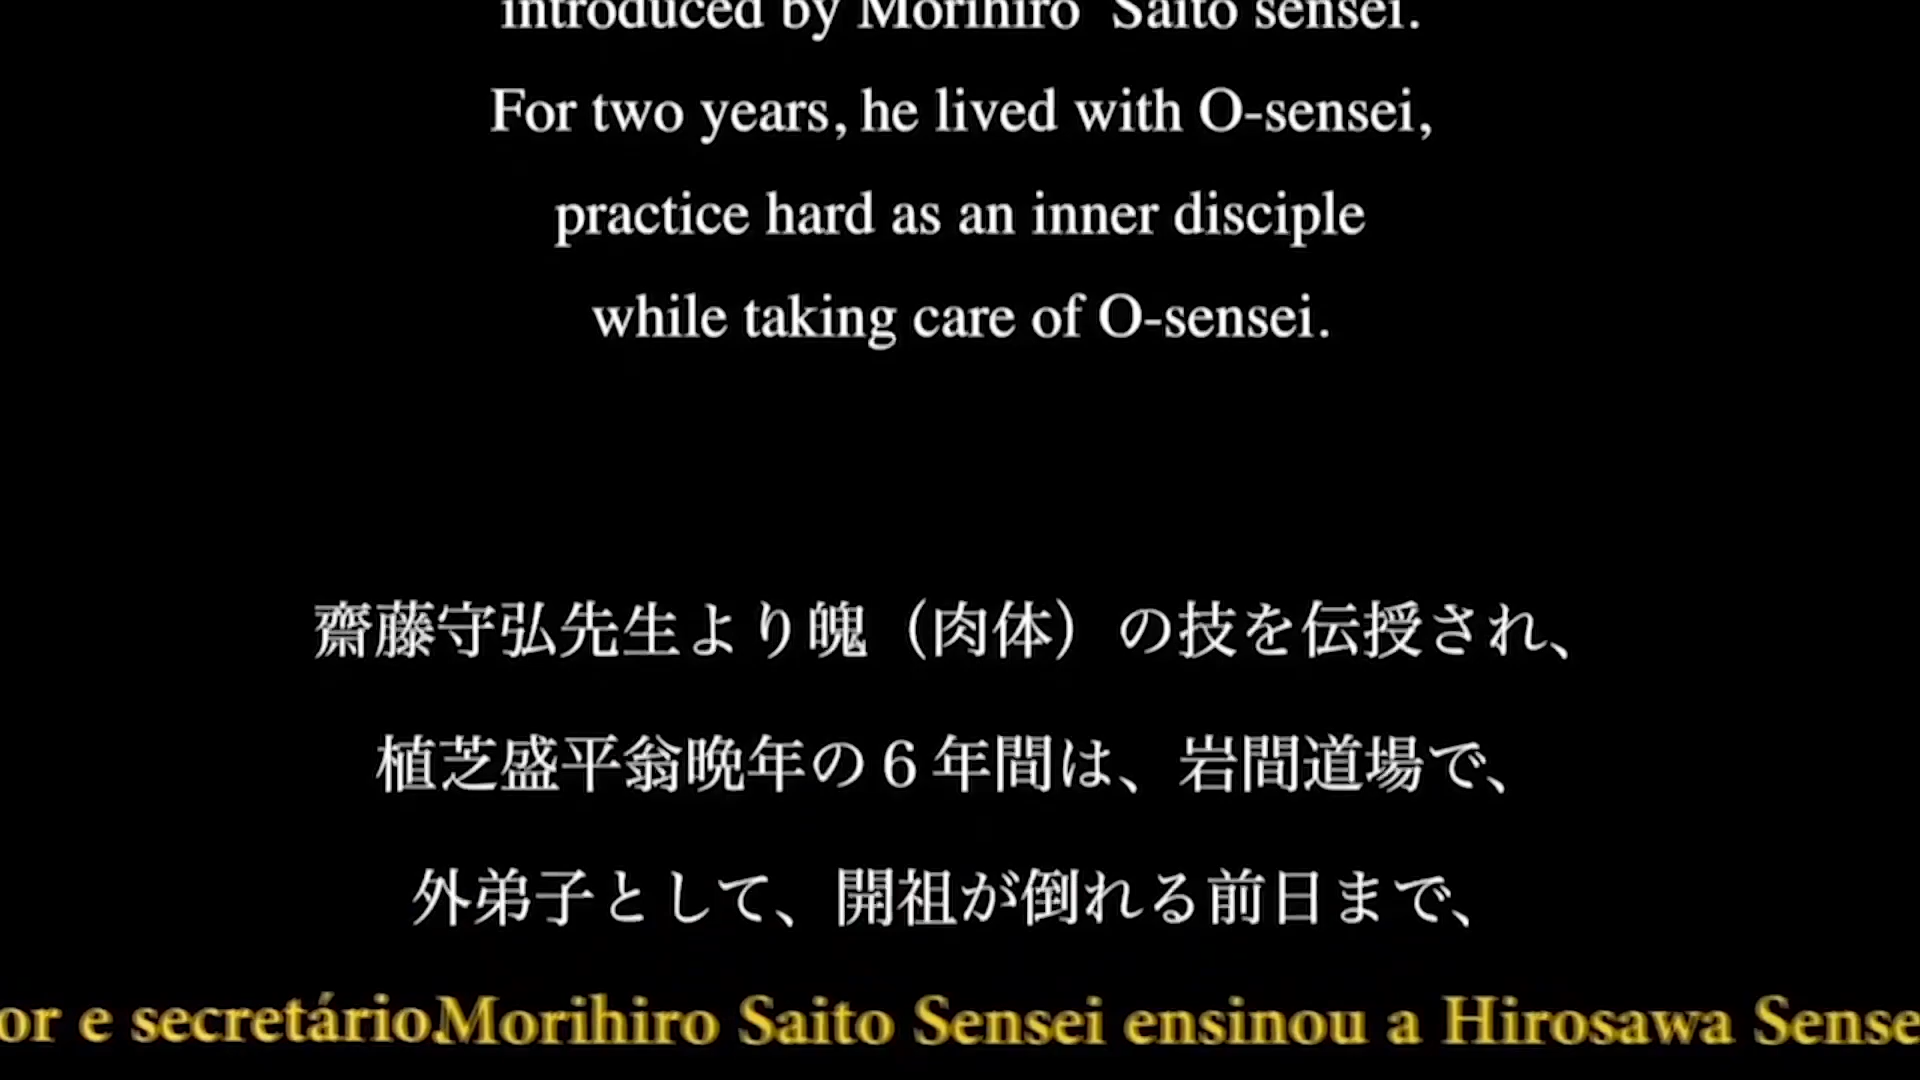 introduced by Morihiro Saito sensei.
For two years, he lived with O-sensei,
practice hard as an inner disciple
while taking care of O-sensei.
齋藤守弘先生より魄（肉体）の技を伝授され、
植芝盛平翁晩年の６年間は、岩間道場で、
外弟子として、開祖が倒れる前日まで、
or e secretário.Morihiro Saito Sensei ensinou a Hirosawa Sense